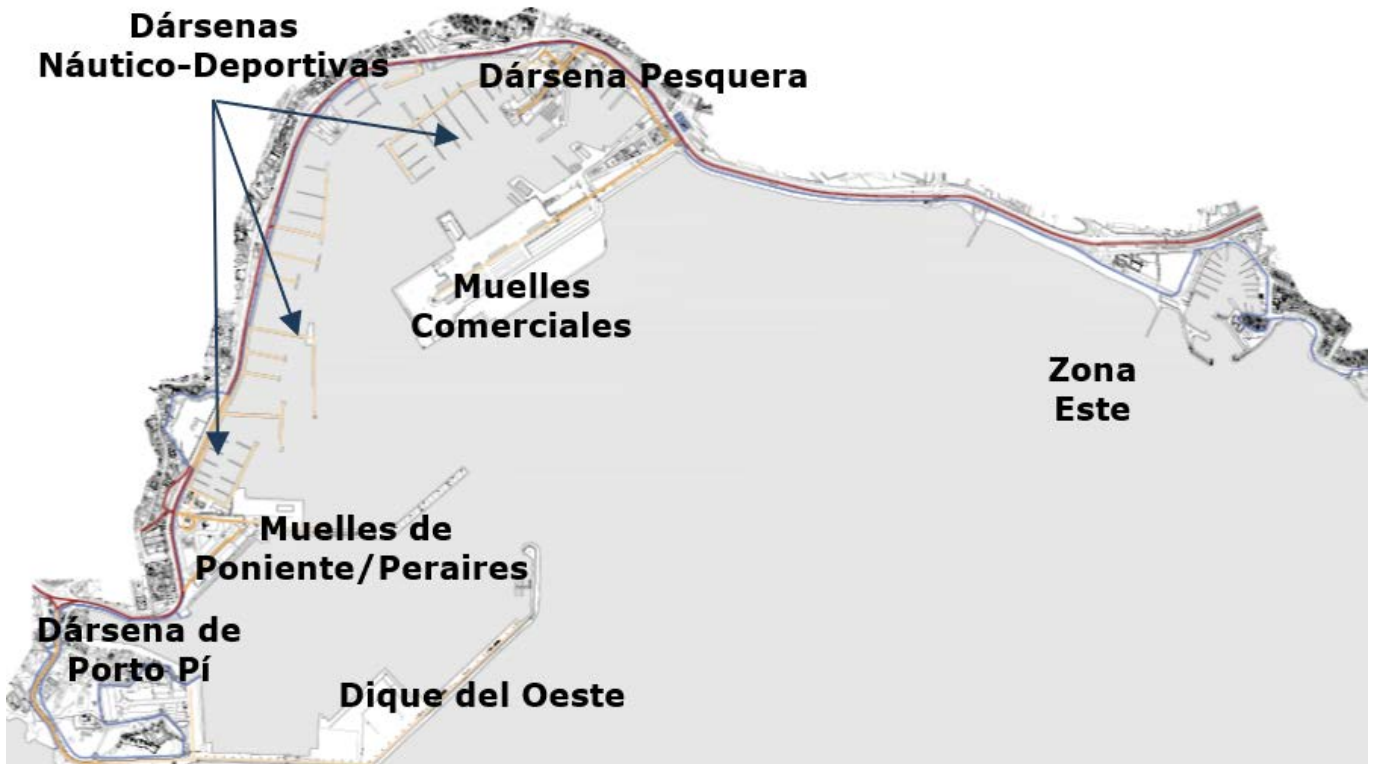 Dársenas
Náutico-Deportivas
Dársena Pesquera
Muelles
Comerciales
Zona
Este
Muelles de
Poniente/Peraires
Dársena de
Porto Pí
Dique del Oeste